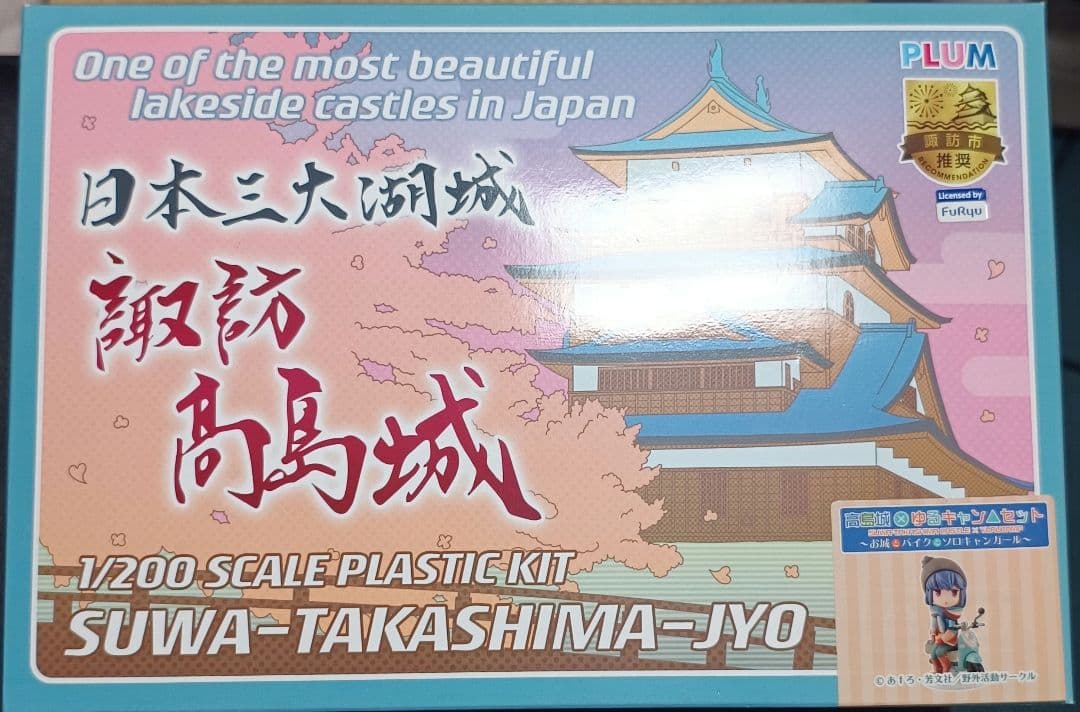 One of the most beautiful
lakeside castles in Japan
日本三大湖城
諏訪
高島城
1/200 SCALE PLASTIC KIT
SUWA-TAKASHIMA-JYO
PLUM
諏訪市
推奨
RECOMMENDATION
Licensed by
FuRyu
高島城×ゆるキャン△セット
SUWA-TAKASHIMA CASTLE × "YURUCAMP"
~お城とバイクとソロキャンガール~
©あfろ・芳文社/野外活動サークル